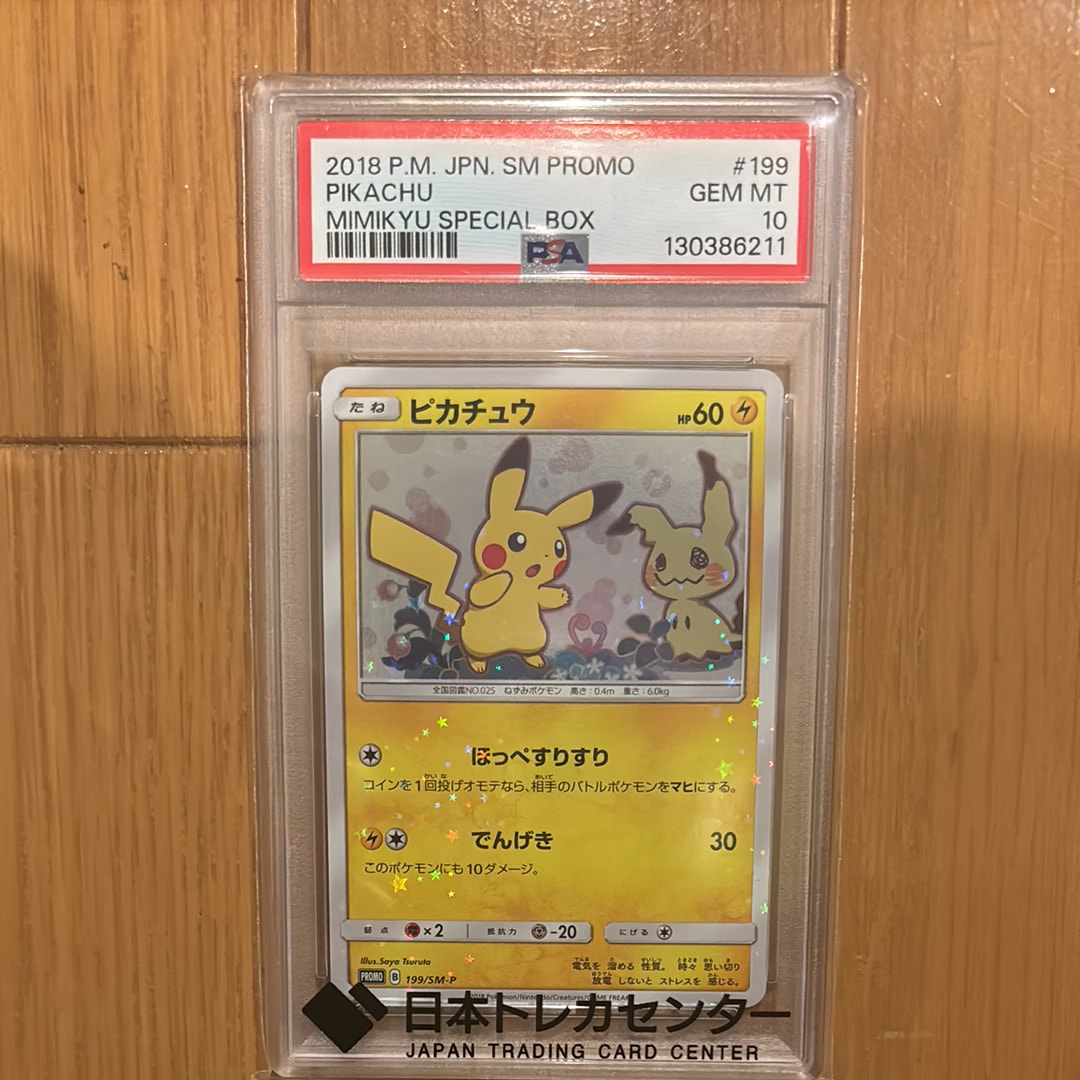 2018 P.M. JPN. SM PROMO #199
PIKACHU GEM MT
MIMIKYU SPECIAL BOX 10
PSA 130386211
たね ピカチュウ HP60
全国図鑑NO.025 ねずみポケモン 高さ:0.4m 重さ:6.0kg
ほっぺすりすり
コインを1回投げオモテなら、相手のバトルポケモンをマヒにする。
でんげき 30
このポケモンにも10ダメージ。
弱点 ×2 抵抗力 -20 にげる
Illus.Saya Tsuruta
電気を 溜める 性質。 時々 思い切り
放電 しないと ストレスを 感じる。
PROMO B 199/SM-P
2018 Pokémon/Nintendo/Creatures/GAME FREAK
日本トレカセンター
JAPAN TRADING CARD CENTER